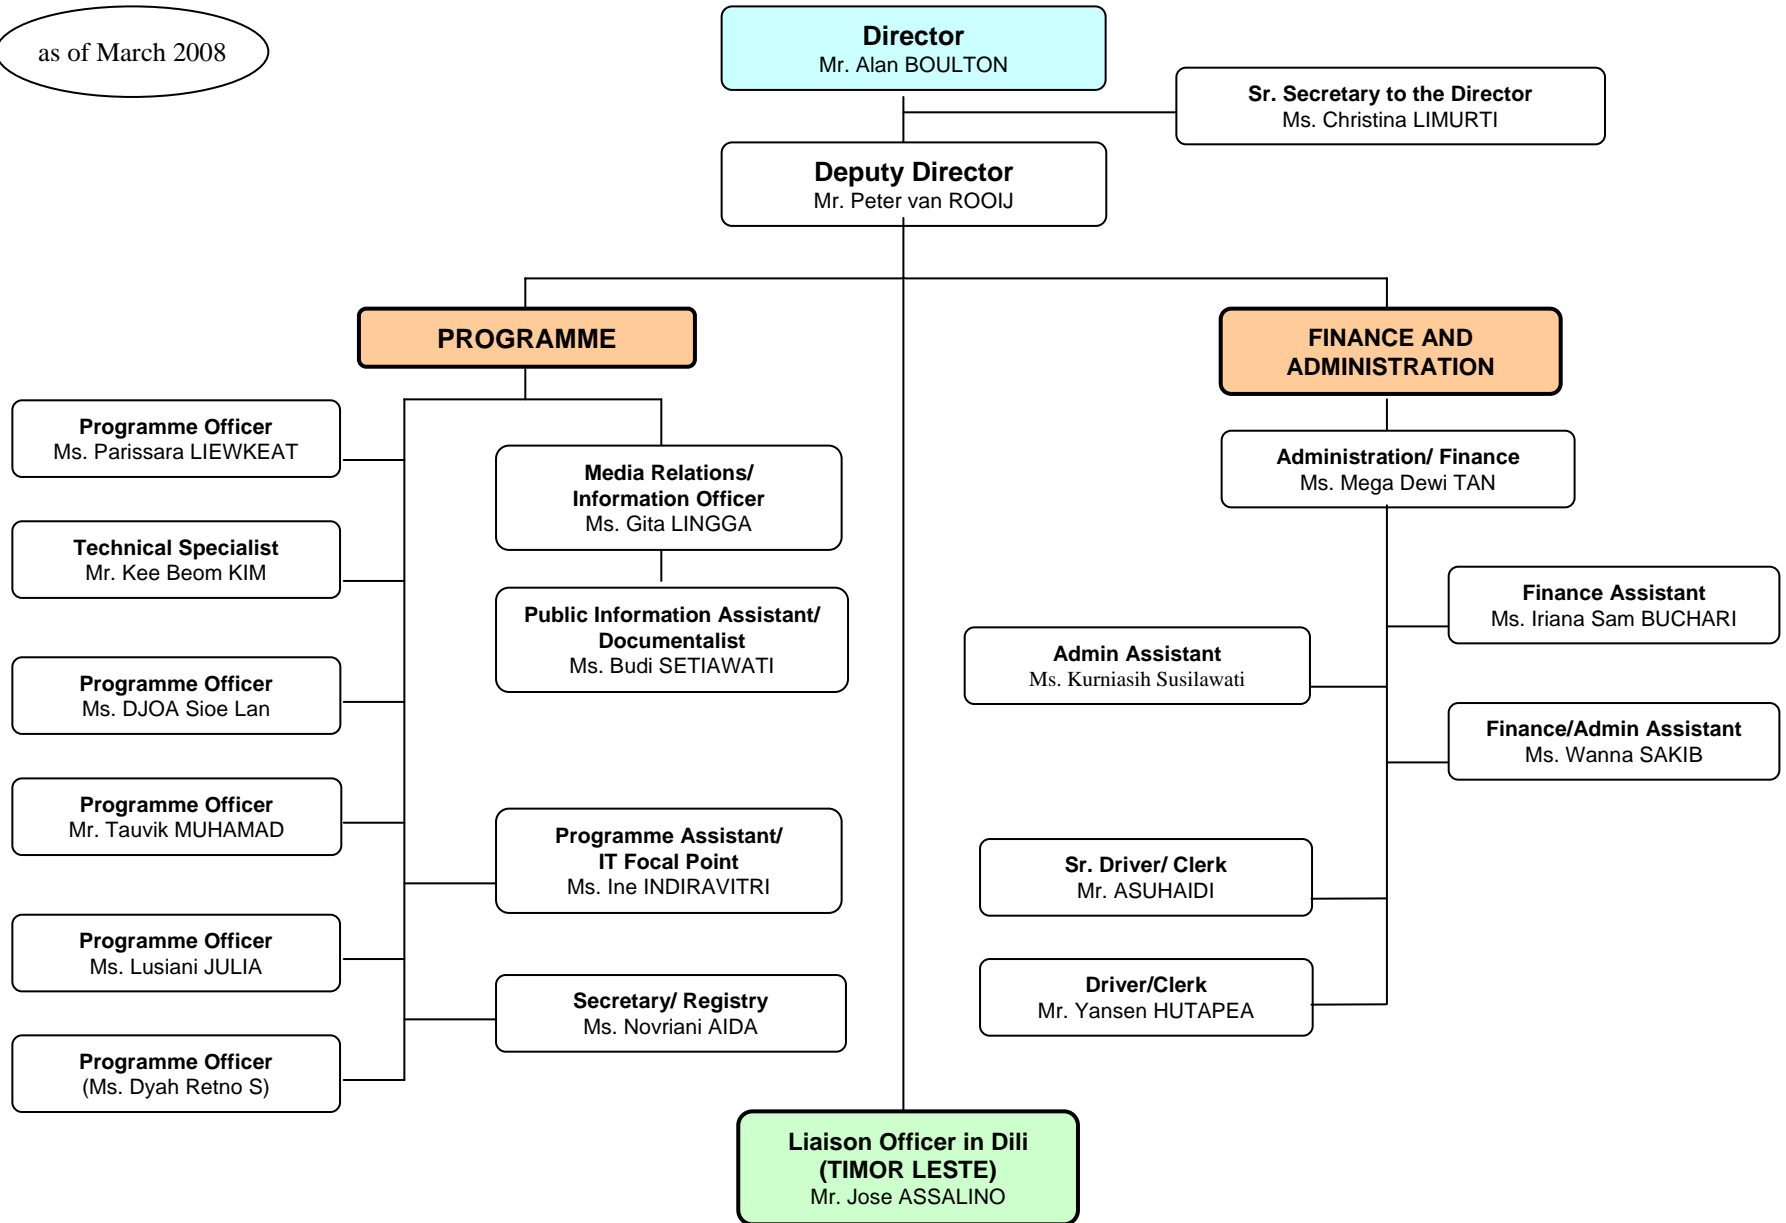 as of March 2008
Director
Mr. Alan BOULTON
Sr. Secretary to the Director
Ms. Christina LIMURTI
Deputy Director
Mr. Peter van ROOIJ
PROGRAMME
Programme Officer
Ms. Parissara LIEWKEAT
Technical Specialist
Mr. Kee Beom KIM
Programme Officer
Ms. DJOA Sioe Lan
Programme Officer
Mr. Tauvik MUHAMAD
Programme Officer
Ms. Lusiani JULIA
Programme Officer
(Ms. Dyah Retno S)
Media Relations/
Information Officer
Ms. Gita LINGGA
Public Information Assistant/
Documentalist
Ms. Budi SETIAWATI
Programme Assistant/
IT Focal Point
Ms. Ine INDIRAVITRI
Secretary/ Registry
Ms. Novriani AIDA
FINANCE AND
ADMINISTRATION
Administration/ Finance
Ms. Mega Dewi TAN
Finance Assistant
Ms. Iriana Sam BUCHARI
Admin Assistant
Ms. Kurniasih Susilawati
Finance/Admin Assistant
Ms. Wanna SAKIB
Sr. Driver/ Clerk
Mr. ASUHAIDI
Driver/Clerk
Mr. Yansen HUTAPEA
Liaison Officer in Dili
(TIMOR LESTE)
Mr. Jose ASSALINO